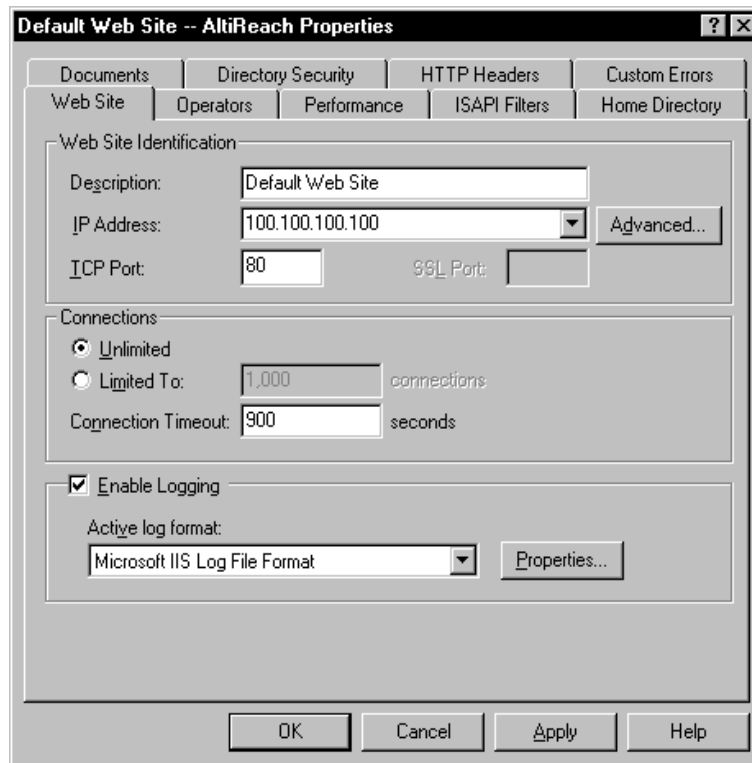 Default Web Site -- AltiReach Properties
Documents Directory Security HTTP Headers Custom Errors
Web Site Operators Performance ISAPI Filters Home Directory
Web Site Identification
Description: Default Web Site
IP Address: 100.100.100.100 Advanced...
TCP Port: 80 SSL Port:
Connections
Unlimited
Limited To: 1,000 connections
Connection Timeout: 900 seconds
Enable Logging
Active log format:
Microsoft IIS Log File Format Properties...
OK Cancel Apply Help